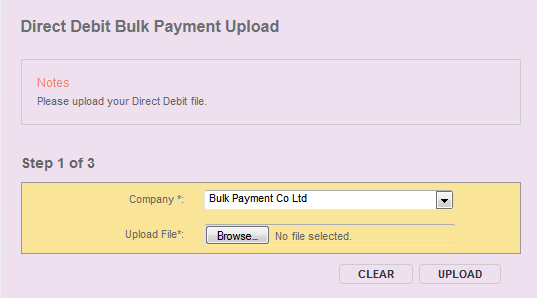 Direct Debit Bulk Payment Upload
Notes
Please upload your Direct Debit file.
Step 1 of 3
Company *: Bulk Payment Co Ltd
Upload File*: Browse... No file selected.
CLEAR UPLOAD